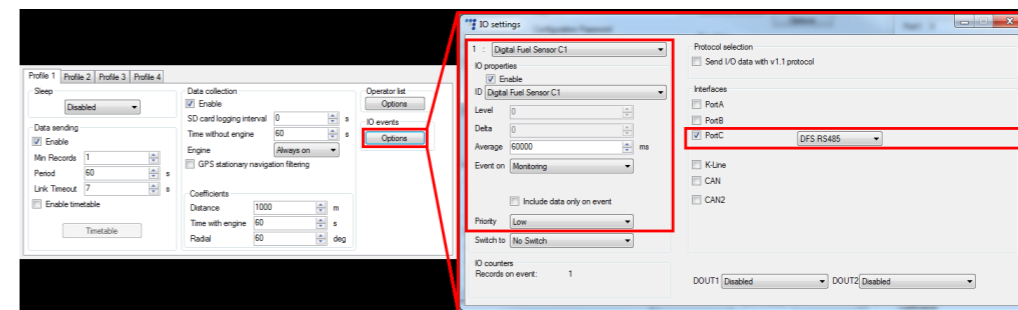 Profile 1 Profile 2 Profile 3 Profile 4
Sleep
Disabled
Data sending
Enable
Min Records 1
Period 60 s
Link Timeout 7 s
Enable timetable
Timetable
Data collection
Enable
SD card logging interval 0 s
Time without engine 60 s
Engine Always on
GPS stationary navigation filtering
Coefficients
Distance 1000 m
Time with engine 60 s
Radial 60 deg
Operator list
Options
IO events
Options
IO settings
1 : Digital Fuel Sensor C1
IO properties
Enable
ID Digital Fuel Sensor C1
Level 0
Delta 0
Average 60000 ms
Event on Monitoring
Include data only on event
Priority Low
Switch to No Switch
IO counters
Records on event: 1
Protocol selection
Send I/O data with v1.1 protocol
Interfaces
PortA
PortB
PortC DFS RS485
K-Line
CAN
CAN2
DOUT1 Disabled DOUT2 Disabled